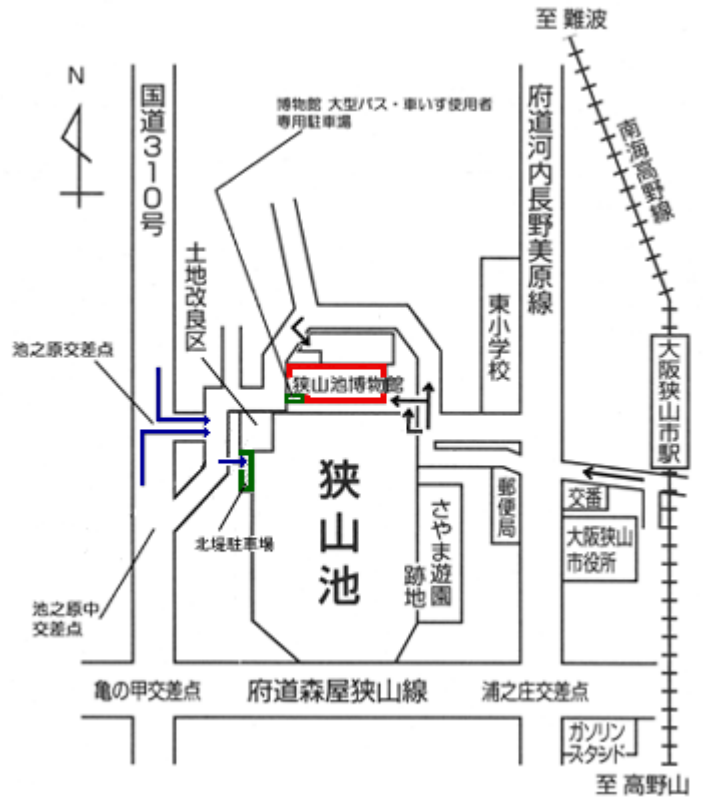 至 難波
N
国道310号
博物館 大型バス・車いす使用者
専用駐車場
府道河内長野美原線
南海高野線
土地改良区
池之原交差点
東小学校
大阪狭山市駅
狭山池博物館
狭山池
さやま遊園
跡地
郵便局
交番
大阪狭山
市役所
北堤駐車場
池之原中
交差点
亀の甲交差点
府道森屋狭山線
浦之庄交差点
ガソリン
スタンド
至 高野山